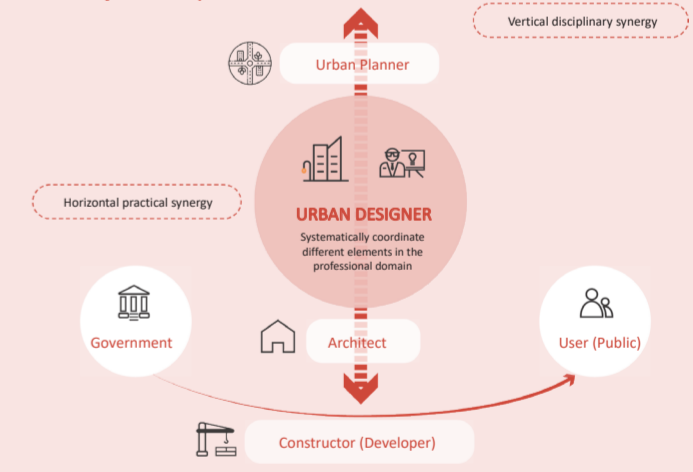 Vertical disciplinary synergy
Urban Planner
Horizontal practical synergy
URBAN DESIGNER
Systematically coordinate
different elements in the
professional domain
Government
Architect
User (Public)
Constructor (Developer)